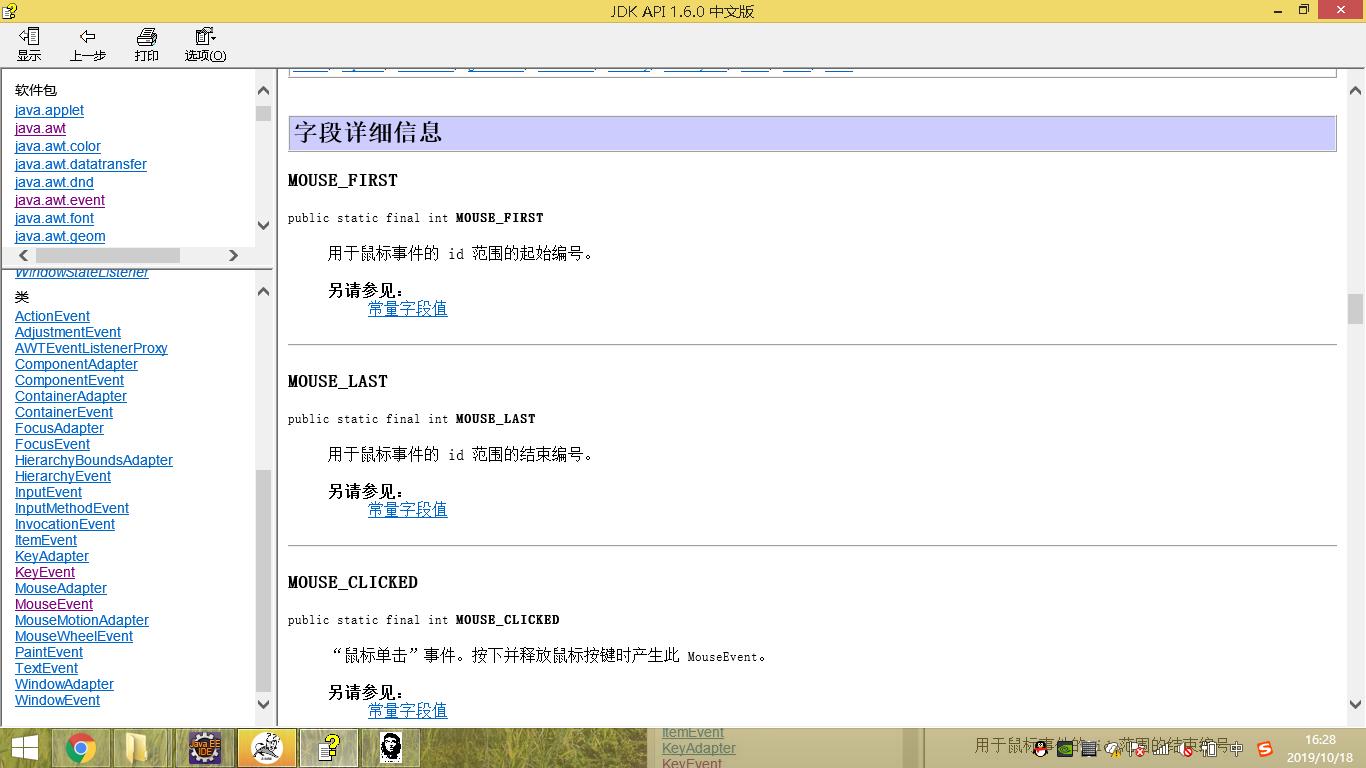 JDK API 1.6.0 中文版
显示 上一步 打印 选项(O)
软件包
java.applet
java.awt
java.awt.color
java.awt.datatransfer
java.awt.dnd
java.awt.event
java.awt.font
java.awt.geom
WindowStateListener
类
ActionEvent
AdjustmentEvent
AWTEventListenerProxy
ComponentAdapter
ComponentEvent
ContainerAdapter
ContainerEvent
FocusAdapter
FocusEvent
HierarchyBoundsAdapter
HierarchyEvent
InputEvent
InputMethodEvent
InvocationEvent
ItemEvent
KeyAdapter
KeyEvent
MouseAdapter
MouseEvent
MouseMotionAdapter
MouseWheelEvent
PaintEvent
TextEvent
WindowAdapter
WindowEvent
字段详细信息
MOUSE_FIRST
public static final int MOUSE_FIRST
用于鼠标事件的 id 范围的起始编号。
另请参见：
常量字段值
MOUSE_LAST
public static final int MOUSE_LAST
用于鼠标事件的 id 范围的结束编号。
另请参见：
常量字段值
MOUSE_CLICKED
public static final int MOUSE_CLICKED
“鼠标单击”事件。按下并释放鼠标按键时产生此 MouseEvent。
另请参见：
常量字段值
Java EE
IDE
ItemEvent
KeyAdapter
KeyEvent
用于鼠标事件的 id 范围的结束编号。
16:28
2019/10/18